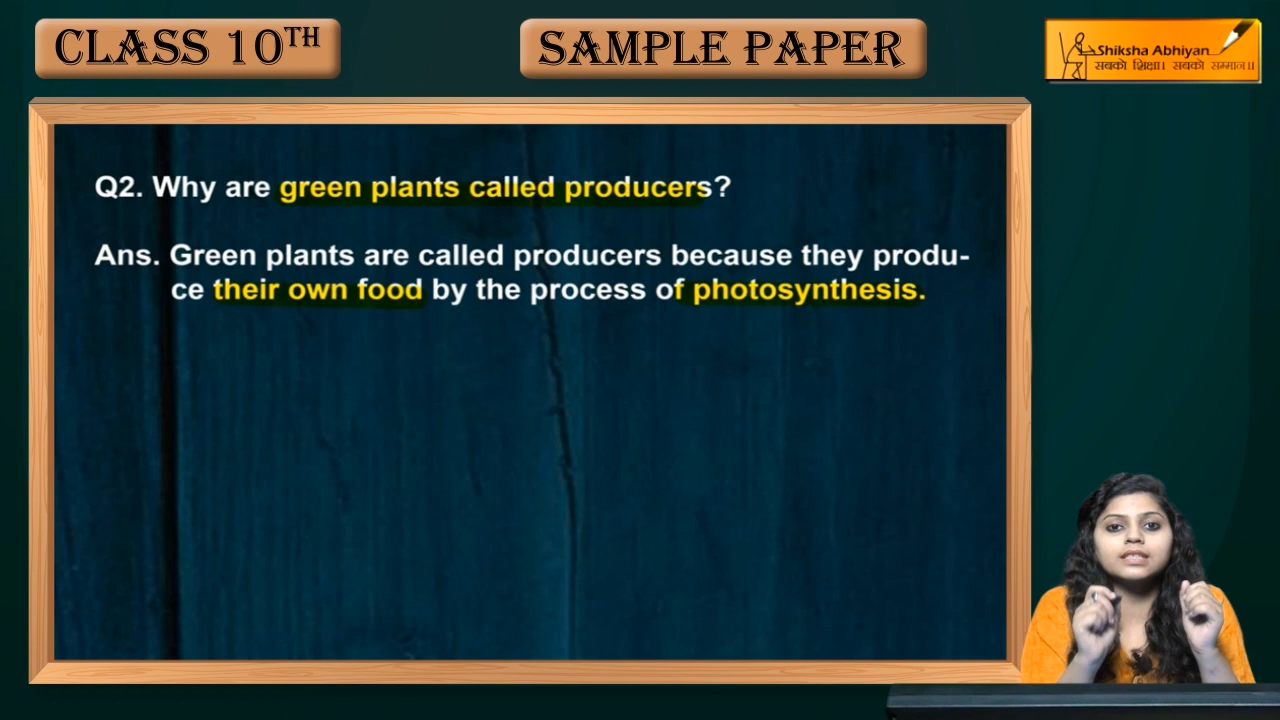 CLASS 10TH
SAMPLE PAPER
Shiksha Abhiyan
सबको शिक्षा। सबको सम्मान।।
Q2. Why are green plants called producers?
Ans. Green plants are called producers because they produ-
ce their own food by the process of photosynthesis.